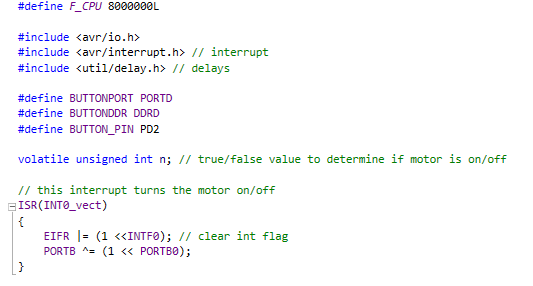 #define F_CPU 8000000L
#include <avr/io.h>
#include <avr/interrupt.h> // interrupt
#include <util/delay.h> // delays
#define BUTTONPORT PORTD
#define BUTTONDDR DDRD
#define BUTTON_PIN PD2
volatile unsigned int n; // true/false value to determine if motor is on/off
// this interrupt turns the motor on/off
ISR(INT0_vect)
{
EIFR |= (1 <<INTF0); // clear int flag
PORTB ^= (1 << PORTB0);
}